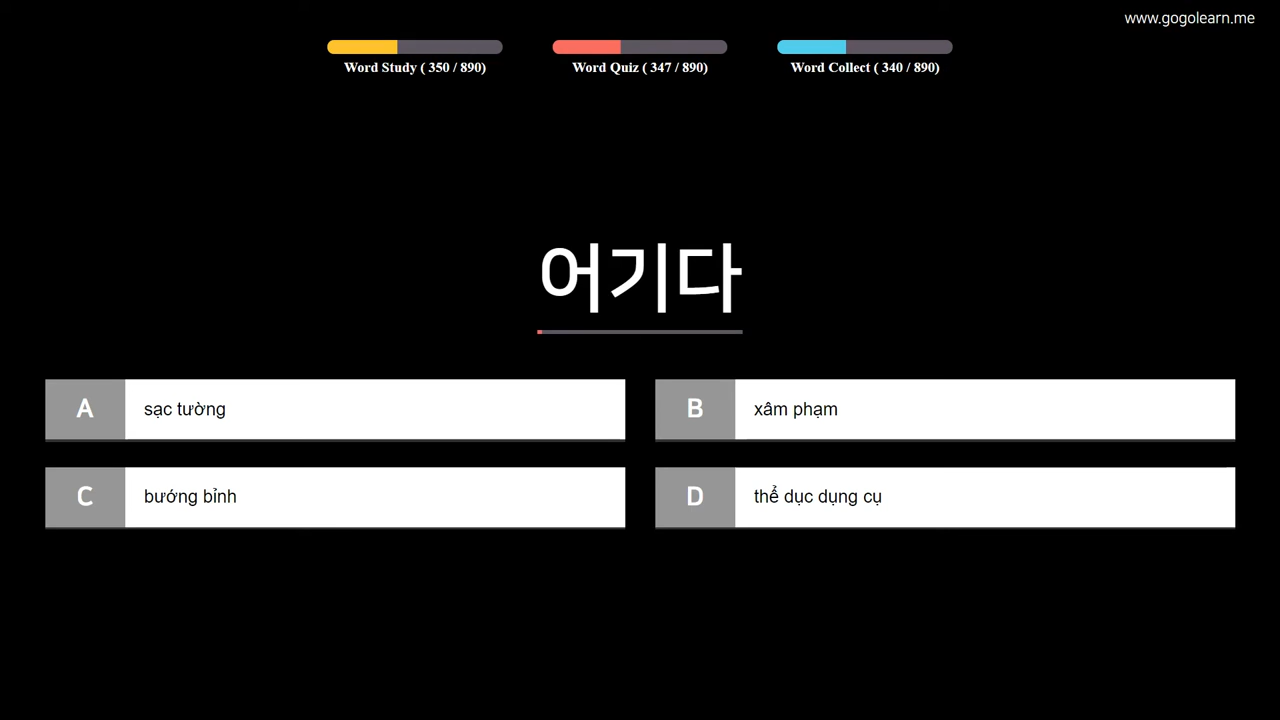 www.gogolearn.me
Word Study ( 350 / 890)
Word Quiz ( 347 / 890)
Word Collect ( 340 / 890)
어기다
A sạc tường
B xâm phạm
C bướng bỉnh
D thể dục dụng cụ